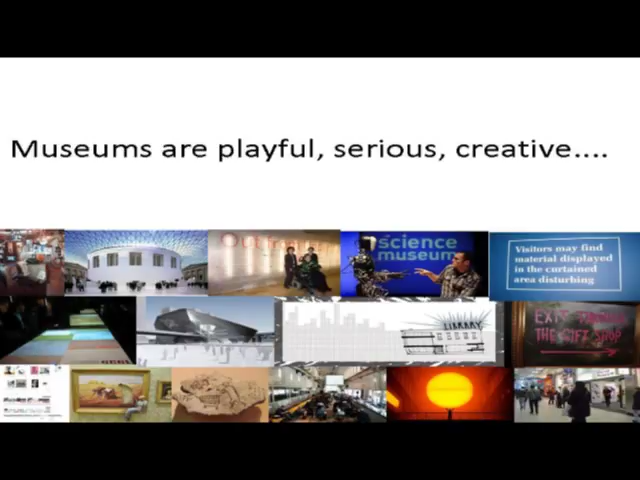 Museums are playful, serious, creative....
science
museum
Visitors may find
material displayed
in the curtained
area disturbing
LIBRARY
EXIT THROUGH
THE GIFT SHOP